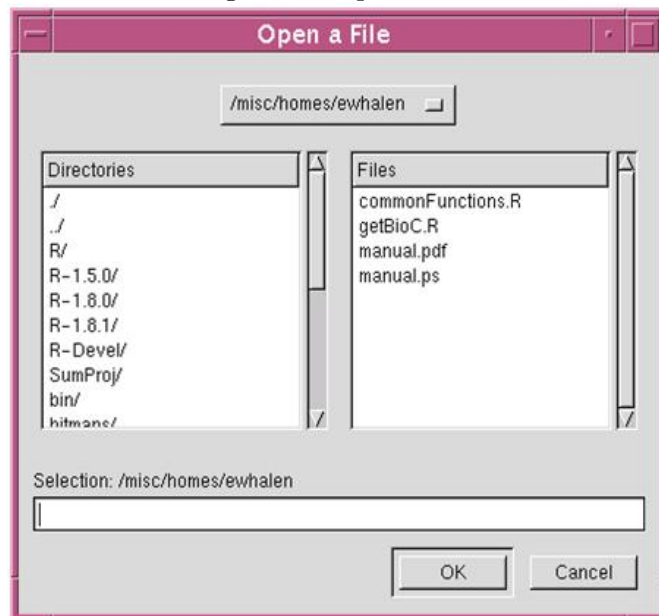 Open a File
/misc/homes/ewhalen
Directories
./
../
R/
R-1.5.0/
R-1.8.0/
R-1.8.1/
R-Devel/
SumProj/
bin/
bitmaps/
Files
commonFunctions.R
getBioC.R
manual.pdf
manual.ps
Selection: /misc/homes/ewhalen
OK
Cancel